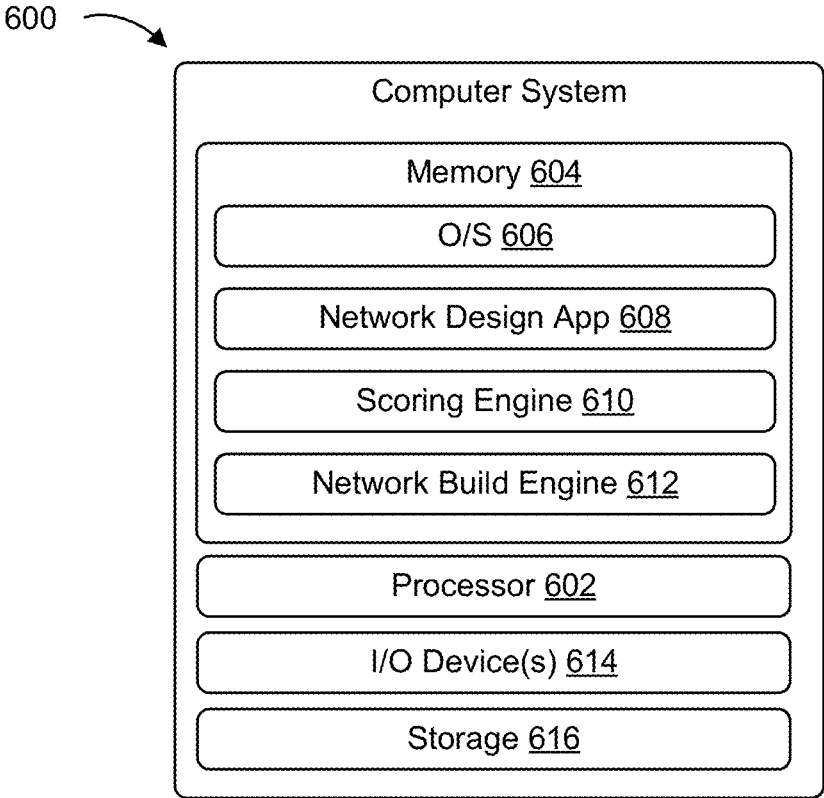 600
Computer System
Memory 604
O/S 606
Network Design App 608
Scoring Engine 610
Network Build Engine 612
Processor 602
I/O Device(s) 614
Storage 616